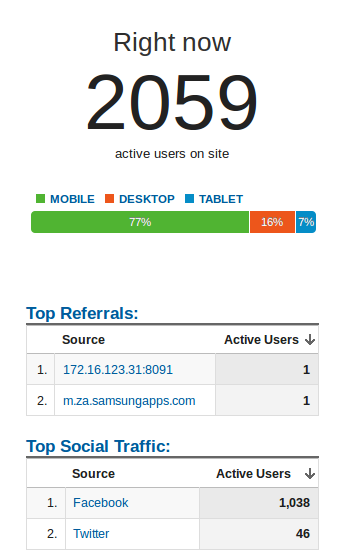 Right now
2059
active users on site
MOBILE DESKTOP TABLET
77% 16% 7%
Top Referrals:
Source Active Users
1. 172.16.123.31:8091 1
2. m.za.samsungapps.com 1
Top Social Traffic:
Source Active Users
1. Facebook 1,038
2. Twitter 46